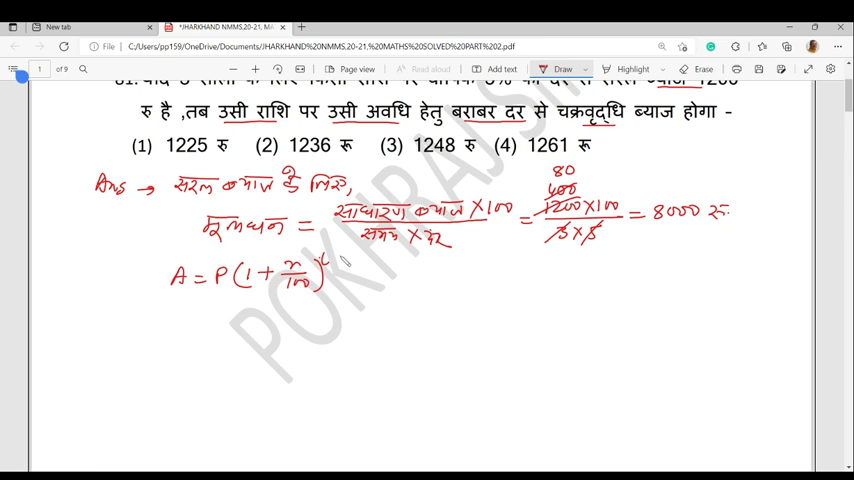 New tab
*JHARKHAND NMMS,20-21, MATH
File
C:/Users/pp159/OneDrive/Documents/JHARKHAND%20NMMS,20-21,%20MATHS%20SOLVED%20PART%202.pdf
1 of 9
Page view
Read aloud
Add text
Draw
Highlight
Erase
रु है ,तब उसी राशि पर उसी अवधि हेतु बराबर दर से चक्रवृद्धि ब्याज होगा -
(1) 1225 रु (2) 1236 रू (3) 1248 रु (4) 1261 रू
Ans → सरल ब्याज के लिए,
मूलधन = साधारण ब्याज × 100 / समय × दर = 80 400 1200 × 100 / 3 × 5 = 8000 रु.
A = P(1 + r/100)^t
POKHRAJ